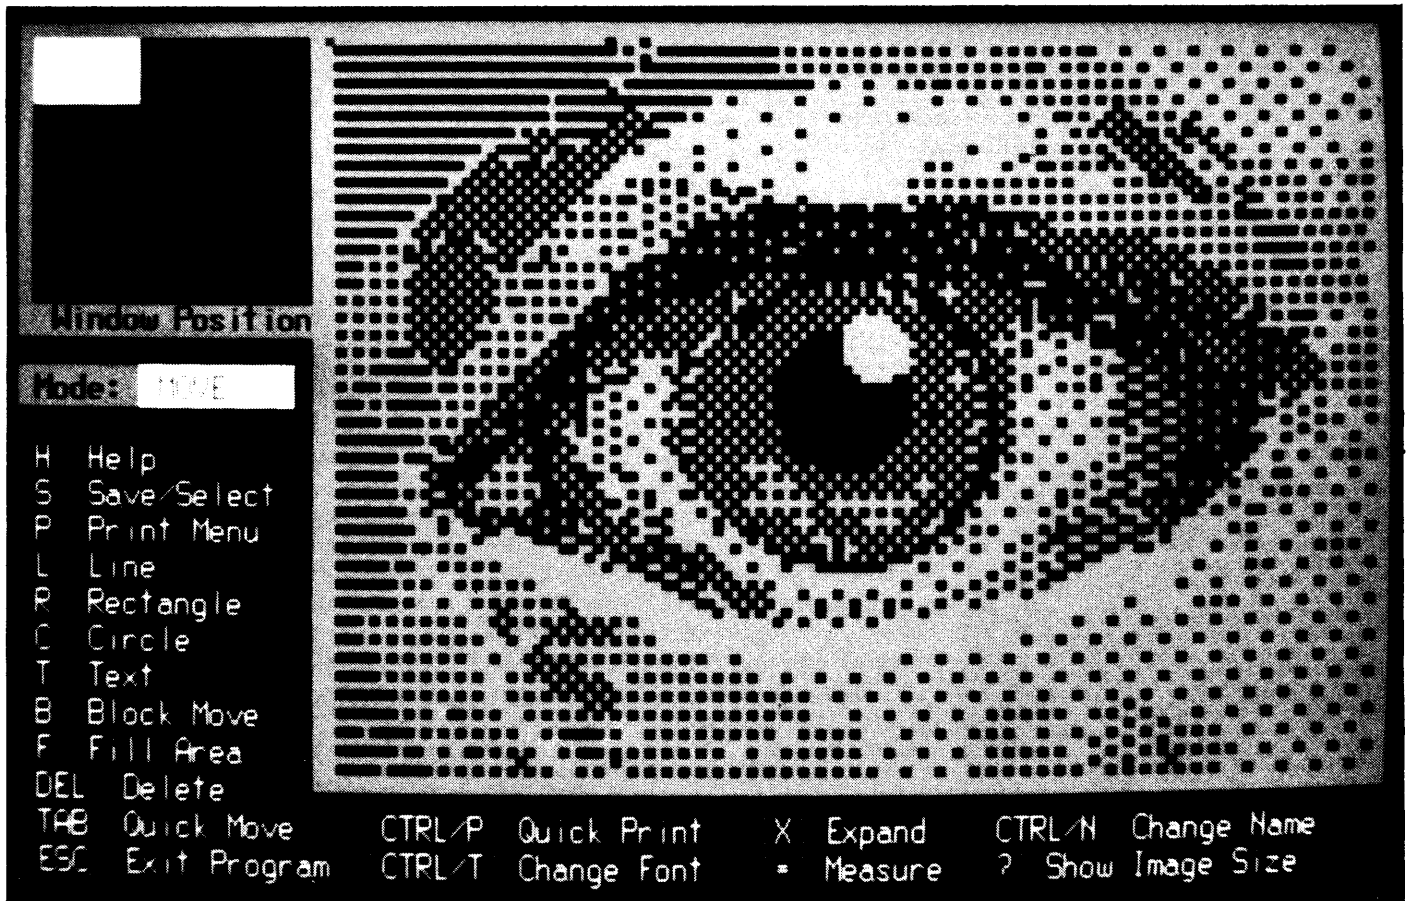 Window Position
Mode: MOVE
H Help
S Save/Select
P Print Menu
L Line
R Rectangle
C Circle
T Text
B Block Move
F Fill Area
DEL Delete
TAB Quick Move CTRL/P Quick Print X Expand CTRL/N Change Name
ESC Exit Program CTRL/T Change Font = Measure ? Show Image Size